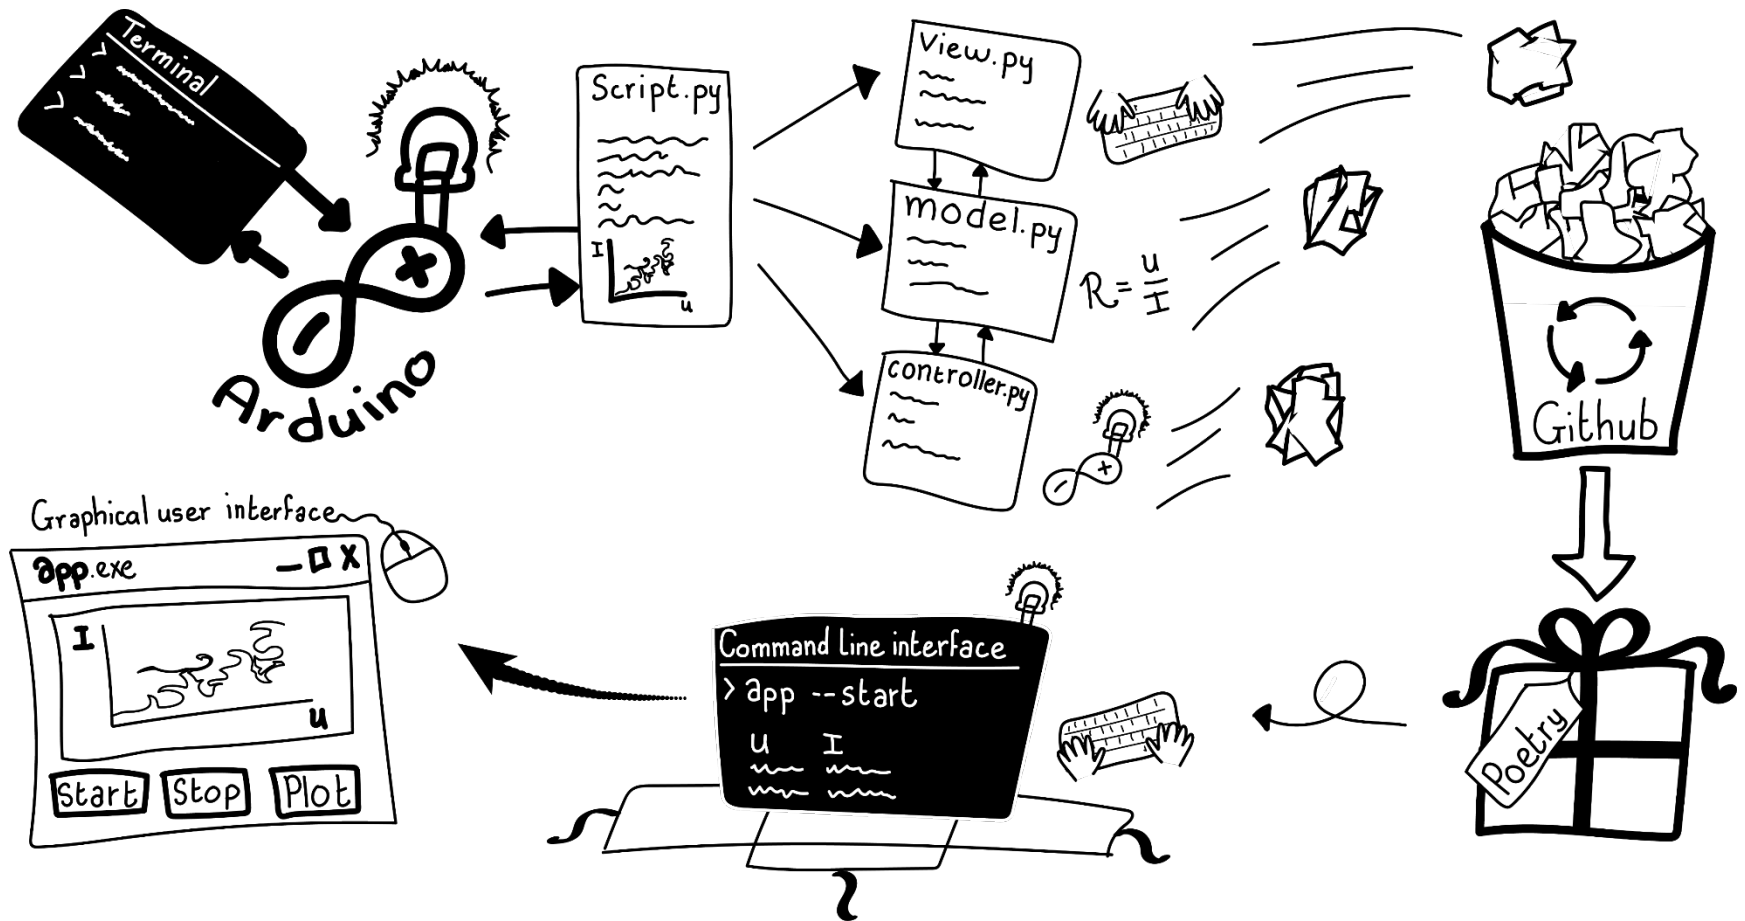 Terminal
Arduino
Script.py
I
u
View.py
model.py
R = u
I
controller.py
Github
Poetry
Command line interface
> app --start
u I
Graphical user interface
app.exe
I
u
Start Stop Plot